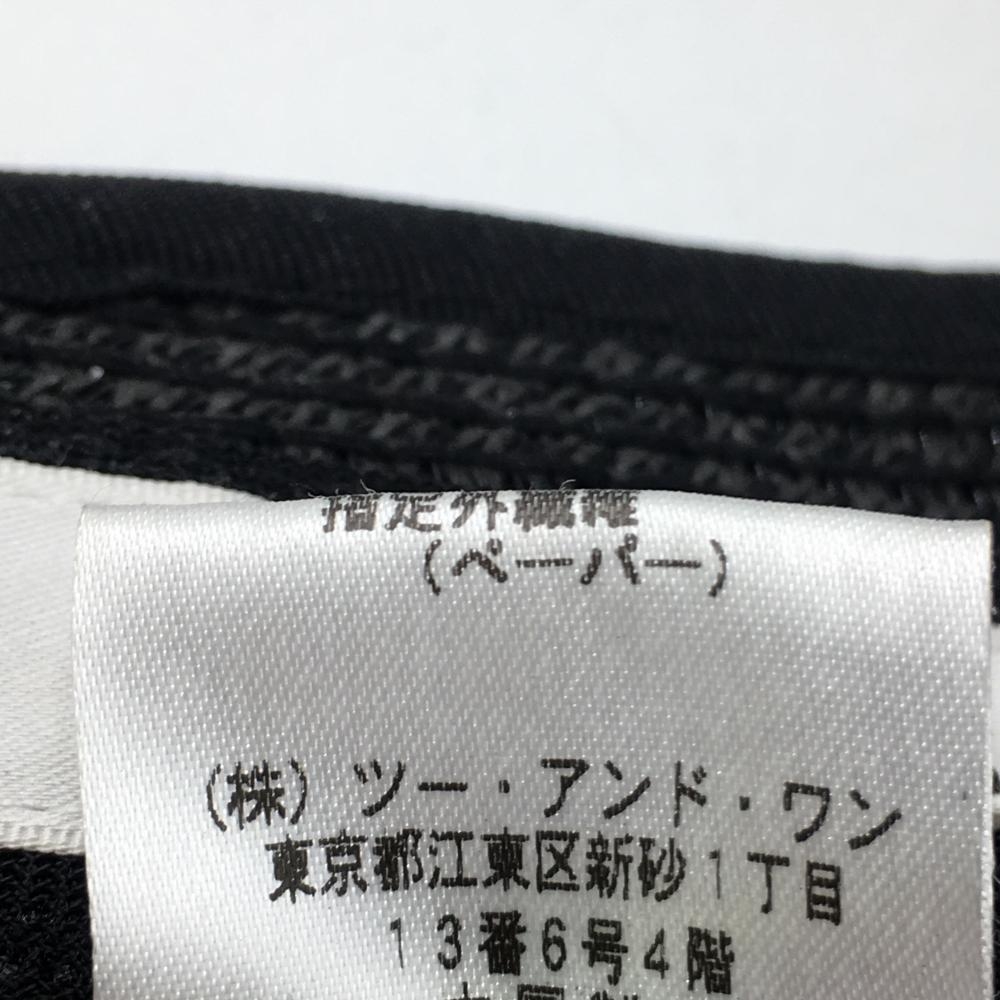 指定外繊維
(ペーパー)
(株) ツー・アンド・ワン
東京都江東区新砂1丁目
13番6号4階